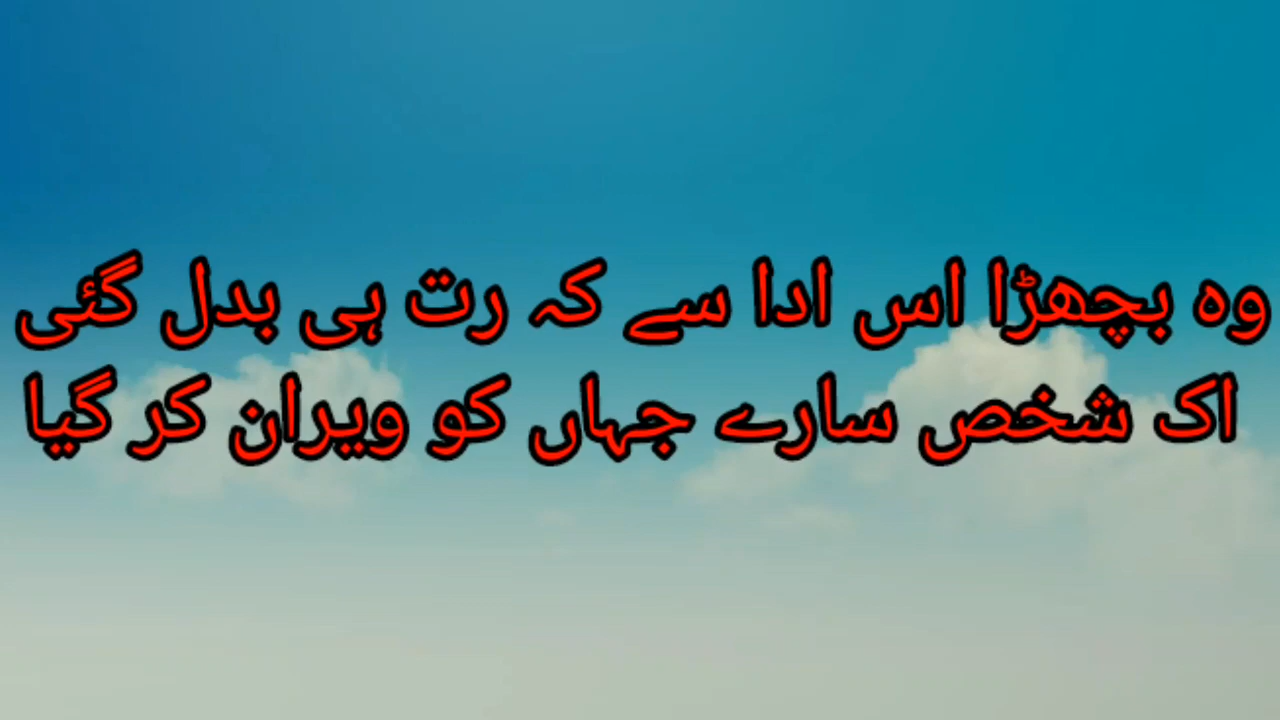 وہ بچھڑا اس ادا سے کہ رت ہی بدل گئی
اک شخص سارے جہاں کو ویران کر گیا